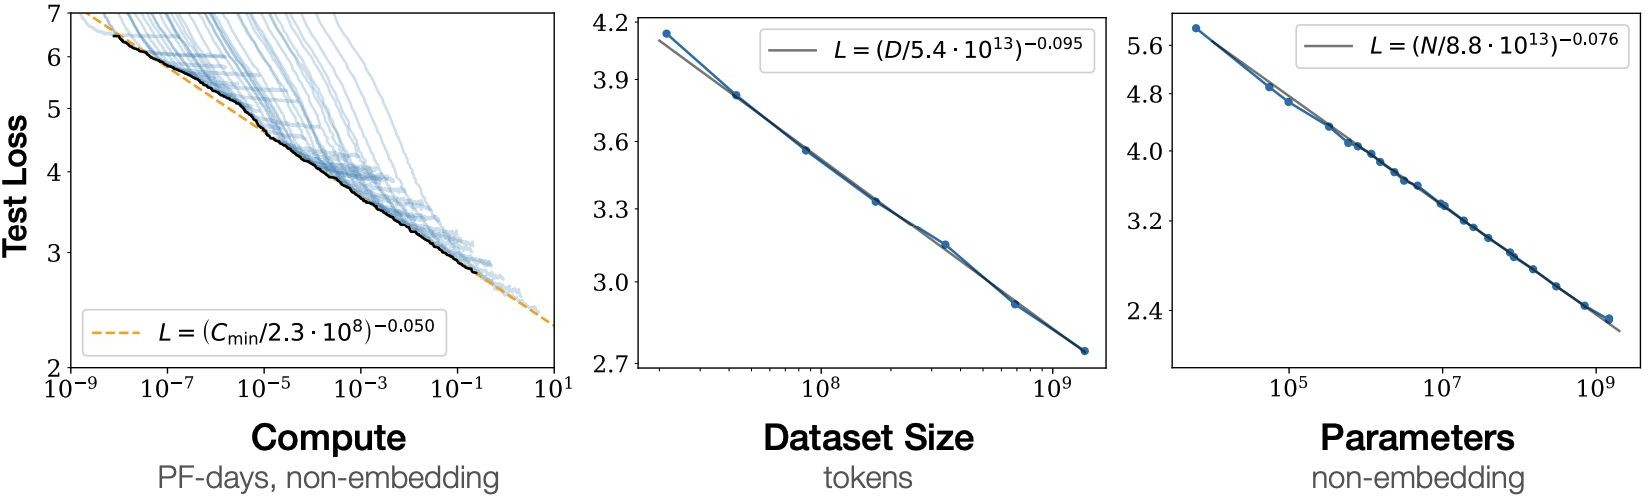 Test Loss
7
6
5
4
3
2
L = (C_min/2.3 · 10^8)^−0.050
10^−9 10^−7 10^−5 10^−3 10^−1 10^1
Compute
PF-days, non-embedding
4.2
3.9
3.6
3.3
3.0
2.7
L = (D/5.4 · 10^13)^−0.095
10^8 10^9
Dataset Size
tokens
5.6
4.8
4.0
3.2
2.4
L = (N/8.8 · 10^13)^−0.076
10^5 10^7 10^9
Parameters
non-embedding